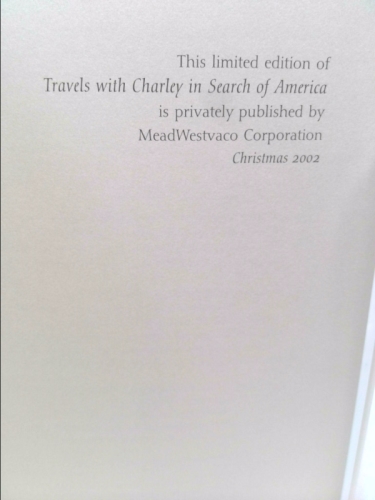 This limited edition of
Travels with Charley in Search of America
is privately published by
MeadWestvaco Corporation
Christmas 2002